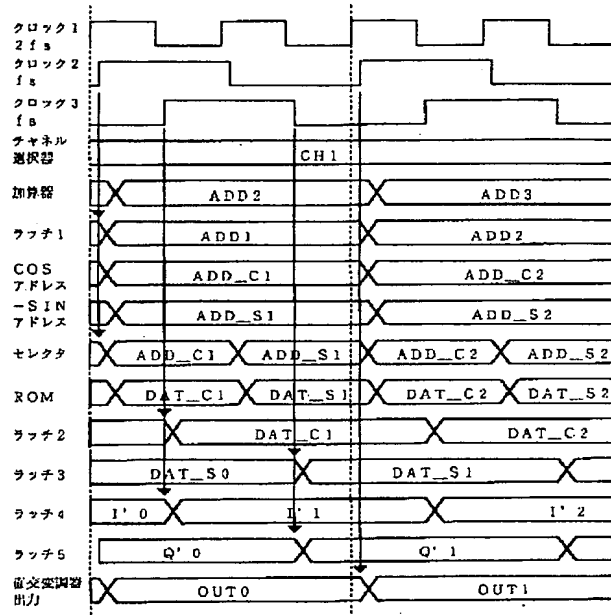 クロック1
2fs
クロック2
fs
クロック3
fs
チャネル
選択器 CH1
加算器 ADD2 ADD3
ラッチ1 ADD1 ADD2
COS
アドレス ADD_C1 ADD_C2
-SIN
アドレス ADD_S1 ADD_S2
セレクタ ADD_C1 ADD_S1 ADD_C2 ADD_S2
ROM DAT_C1 DAT_S1 DAT_C2 DAT_S2
ラッチ2 DAT_C1 DAT_C2
ラッチ3 DAT_S0 DAT_S1
ラッチ4 I'0 I'1 I'2
ラッチ5 Q'0 Q'1
直交変調器
出力 OUT0 OUT1